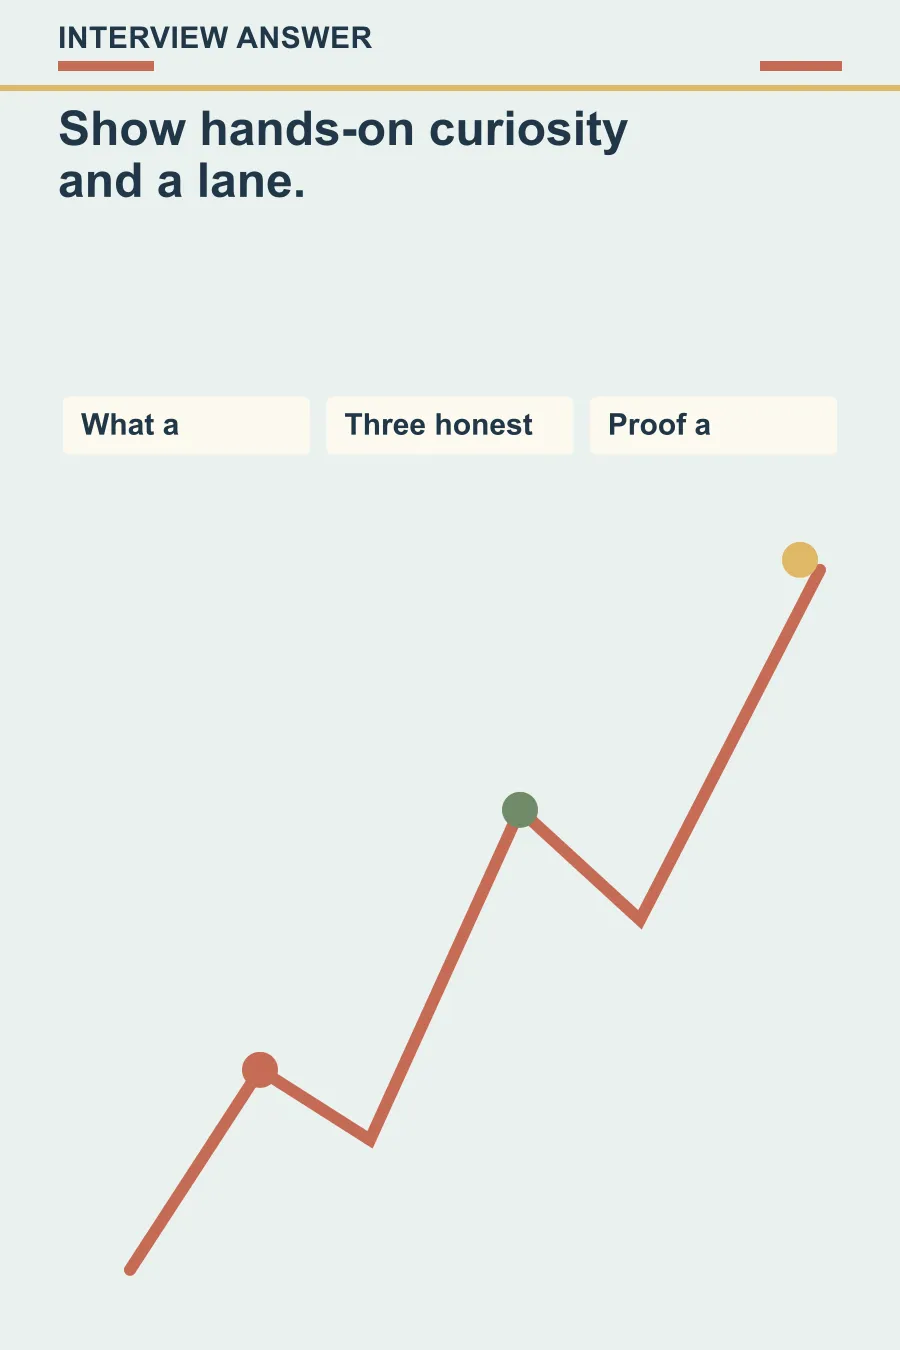 INTERVIEW ANSWER
Show hands-on curiosity
and a lane.
What a
Three honest
Proof a